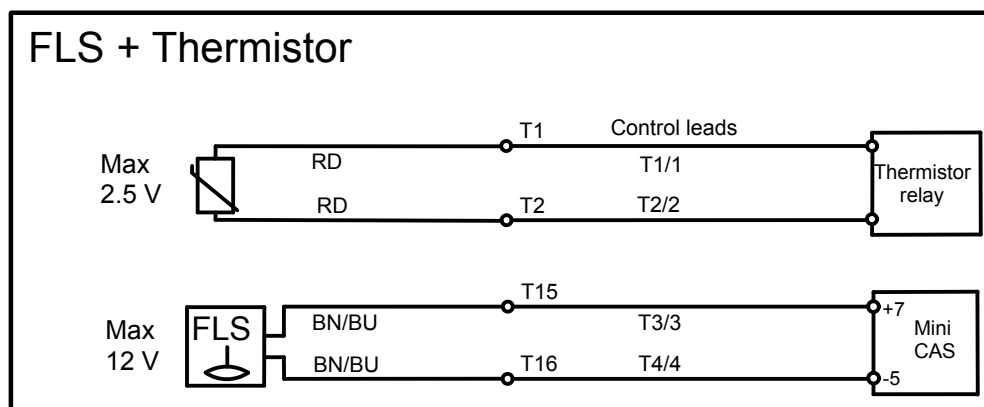 FLS + Thermistor
T1
Control leads
Max
2.5 V
RD
T1/1
Thermistor
relay
RD
T2
T2/2
T15
+7
Max
12 V
FLS
BN/BU
T3/3
Mini
CAS
BN/BU
T16
T4/4
-5